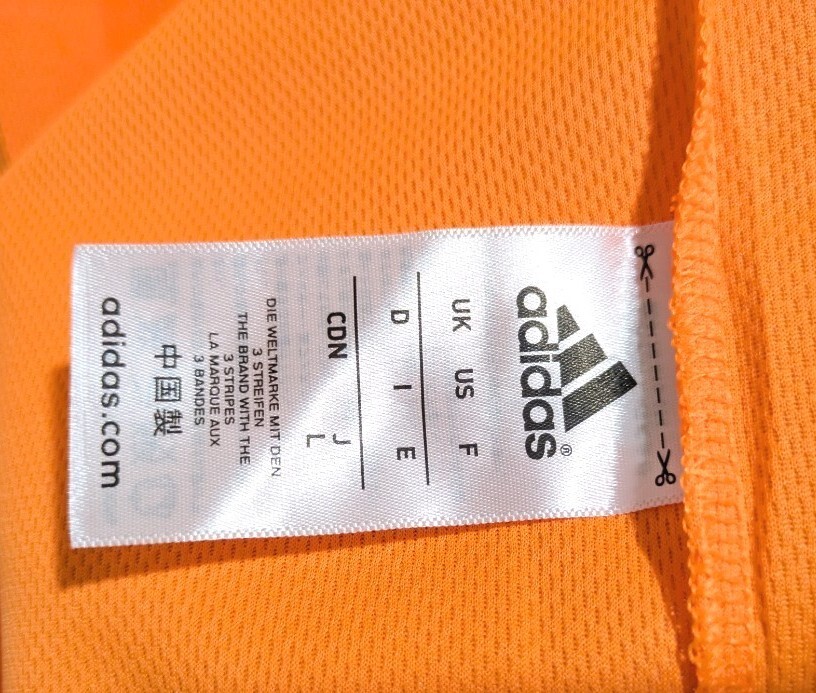 adidas®
UK US F
D I E
J
CDN L
DIE WELTMARKE MIT DEN
3 STREIFEN
THE BRAND WITH THE
3 STRIPES
LA MARQUE AUX
3 BANDES
中国製
adidas.com